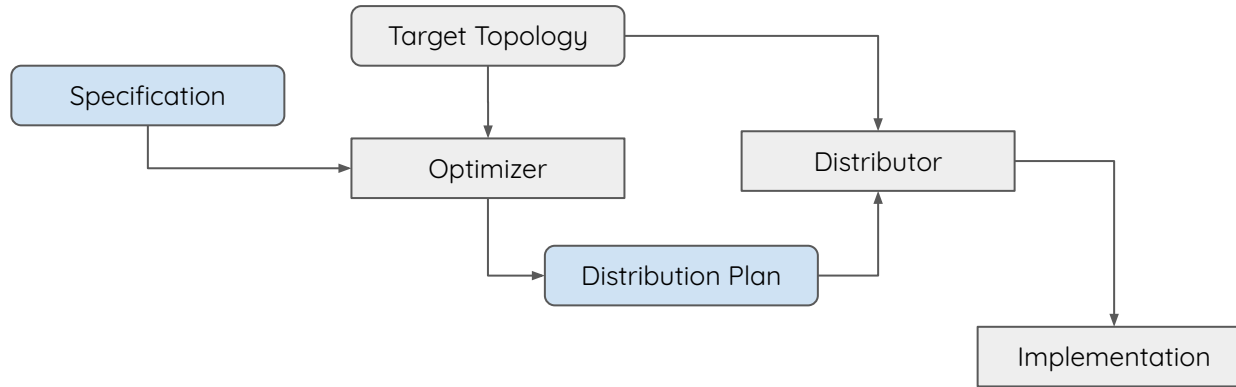 Target Topology
Specification
Optimizer
Distributor
Distribution Plan
Implementation